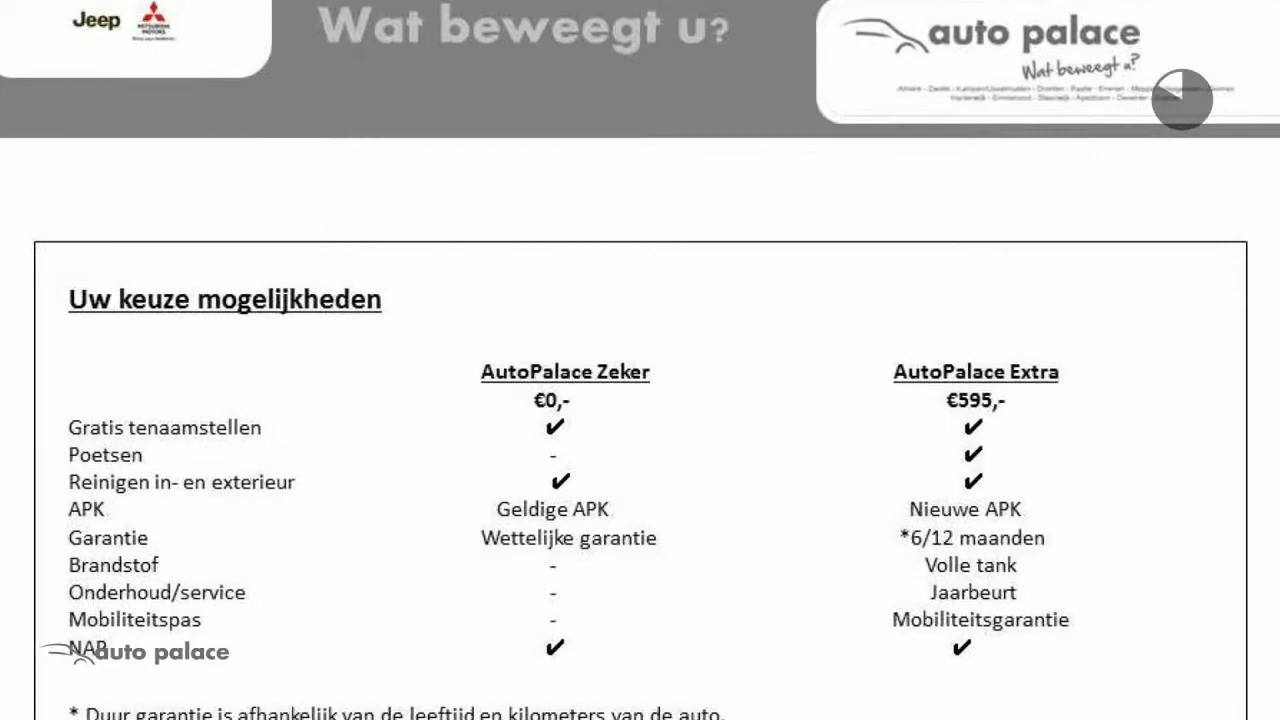 Jeep
MITSUBISHI
MOTORS
Wat beweegt u?
auto palace
Wat beweegt u?
Uw keuze mogelijkheden
AutoPalace Zeker AutoPalace Extra
€0,- €595,-
Gratis tenaamstellen ✔ ✔
Poetsen - ✔
Reinigen in- en exterieur ✔ ✔
APK Geldige APK Nieuwe APK
Garantie Wettelijke garantie *6/12 maanden
Brandstof - Volle tank
Onderhoud/service - Jaarbeurt
Mobiliteitspas - Mobiliteitsgarantie
NAP ✔ ✔
auto palace
* Duur garantie is afhankelijk van de leeftijd en kilometers van de auto.